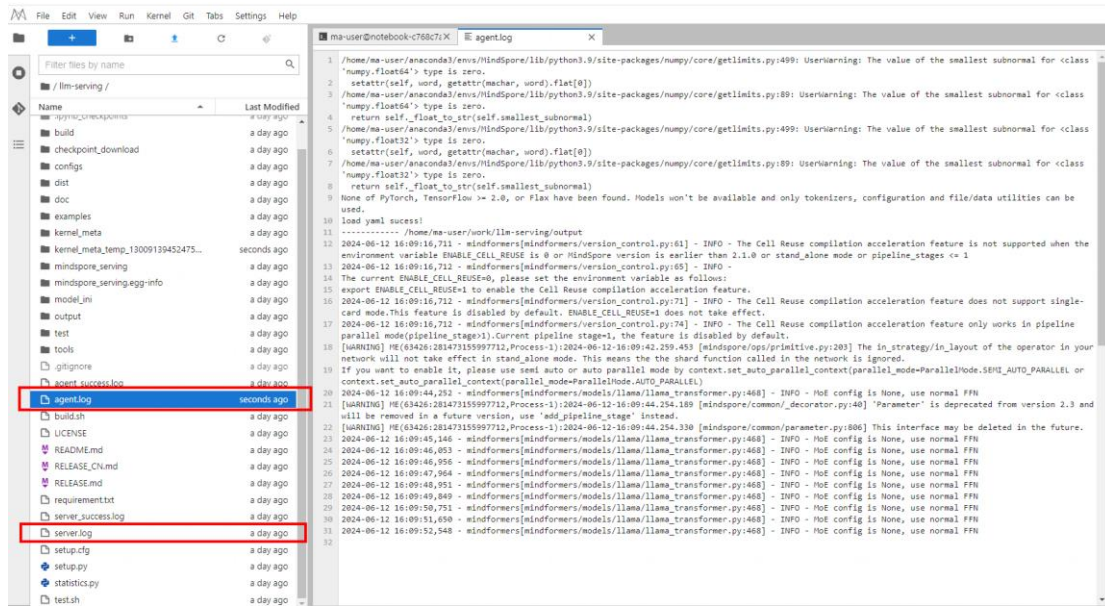 File Edit View Run Kernel Git Tabs Settings Help
ma-user@notebook-c768c7
agent.log
Filter files by name
/ llm-serving /
Name Last Modified
.ipynb_checkpoints a day ago
build a day ago
checkpoint_download a day ago
configs a day ago
dist a day ago
doc a day ago
examples a day ago
kernel_meta a day ago
kernel_meta_temp_13009139452475... seconds ago
mindspore_serving a day ago
mindspore_serving.egg-info a day ago
model_ini a day ago
output a day ago
test a day ago
tools a day ago
.gitignore a day ago
agent_success.log a day ago
agent.log seconds ago
build.sh a day ago
LICENSE a day ago
README.md a day ago
RELEASE_CN.md a day ago
RELEASE.md a day ago
requirement.txt a day ago
server_success.log a day ago
server.log a day ago
setup.cfg a day ago
setup.py a day ago
statistics.py a day ago
test.sh a day ago
1 /home/ma-user/anaconda3/envs/MindSpore/lib/python3.9/site-packages/numpy/core/getlimits.py:499: UserWarning: The value of the smallest subnormal for <class
'numpy.float64'> type is zero.
2 setattr(self, word, getattr(machar, word).flat[0])
3 /home/ma-user/anaconda3/envs/MindSpore/lib/python3.9/site-packages/numpy/core/getlimits.py:89: UserWarning: The value of the smallest subnormal for <class
'numpy.float64'> type is zero.
4 return self._float_to_str(self.smallest_subnormal)
5 /home/ma-user/anaconda3/envs/MindSpore/lib/python3.9/site-packages/numpy/core/getlimits.py:499: UserWarning: The value of the smallest subnormal for <class
'numpy.float32'> type is zero.
6 setattr(self, word, getattr(machar, word).flat[0])
7 /home/ma-user/anaconda3/envs/MindSpore/lib/python3.9/site-packages/numpy/core/getlimits.py:89: UserWarning: The value of the smallest subnormal for <class
'numpy.float32'> type is zero.
8 return self._float_to_str(self.smallest_subnormal)
9 None of PyTorch, TensorFlow >= 2.0, or Flax have been found. Models won't be available and only tokenizers, configuration and file/data utilities can be
used.
10 load yaml sucess!
11 ------------ /home/ma-user/work/llm-serving/output
12 2024-06-12 16:09:16,711 - mindformers[mindformers/version_control.py:61] - INFO - The Cell Reuse compilation acceleration feature is not supported when the
environment variable ENABLE_CELL_REUSE is 0 or MindSpore version is earlier than 2.1.0 or stand_alone mode or pipeline_stages <= 1
13 2024-06-12 16:09:16,712 - mindformers[mindformers/version_control.py:65] - INFO -
14 The current ENABLE_CELL_REUSE=0, please set the environment variable as follows:
15 export ENABLE_CELL_REUSE=1 to enable the Cell Reuse compilation acceleration feature.
16 2024-06-12 16:09:16,712 - mindformers[mindformers/version_control.py:71] - INFO - The Cell Reuse compilation acceleration feature does not support single-
card mode.This feature is disabled by default. ENABLE_CELL_REUSE=1 does not take effect.
17 2024-06-12 16:09:16,712 - mindformers[mindformers/version_control.py:74] - INFO - The Cell Reuse compilation acceleration feature only works in pipeline
parallel mode(pipeline_stage>1).Current pipeline stage=1, the feature is disabled by default.
18 [WARNING] ME(63426:281473155997712,Process-1):2024-06-12-16:09:42.259.453 [mindspore/ops/primitive.py:203] The in_strategy/in_layout of the operator in your
network will not take effect in stand_alone mode. This means the the shard function called in the network is ignored.
19 If you want to enable it, please use semi auto or auto parallel mode by context.set_auto_parallel_context(parallel_mode=ParallelMode.SEMI_AUTO_PARALLEL or
context.set_auto_parallel_context(parallel_mode=ParallelMode.AUTO_PARALLEL)
20 2024-06-12 16:09:44,252 - mindformers[mindformers/models/llama/llama_transformer.py:468] - INFO - MoE config is None, use normal FFN
21 [WARNING] ME(63426:281473155997712,Process-1):2024-06-12-16:09:44.254.189 [mindspore/common/_decorator.py:40] 'Parameter' is deprecated from version 2.3 and
will be removed in a future version, use 'add_pipeline_stage' instead.
22 [WARNING] ME(63426:281473155997712,Process-1):2024-06-12-16:09:44.254.330 [mindspore/common/parameter.py:806] This interface may be deleted in the future.
23 2024-06-12 16:09:45,146 - mindformers[mindformers/models/llama/llama_transformer.py:468] - INFO - MoE config is None, use normal FFN
24 2024-06-12 16:09:46,053 - mindformers[mindformers/models/llama/llama_transformer.py:468] - INFO - MoE config is None, use normal FFN
25 2024-06-12 16:09:46,956 - mindformers[mindformers/models/llama/llama_transformer.py:468] - INFO - MoE config is None, use normal FFN
26 2024-06-12 16:09:47,964 - mindformers[mindformers/models/llama/llama_transformer.py:468] - INFO - MoE config is None, use normal FFN
27 2024-06-12 16:09:48,951 - mindformers[mindformers/models/llama/llama_transformer.py:468] - INFO - MoE config is None, use normal FFN
28 2024-06-12 16:09:49,849 - mindformers[mindformers/models/llama/llama_transformer.py:468] - INFO - MoE config is None, use normal FFN
29 2024-06-12 16:09:50,751 - mindformers[mindformers/models/llama/llama_transformer.py:468] - INFO - MoE config is None, use normal FFN
30 2024-06-12 16:09:51,650 - mindformers[mindformers/models/llama/llama_transformer.py:468] - INFO - MoE config is None, use normal FFN
31 2024-06-12 16:09:52,548 - mindformers[mindformers/models/llama/llama_transformer.py:468] - INFO - MoE config is None, use normal FFN
32